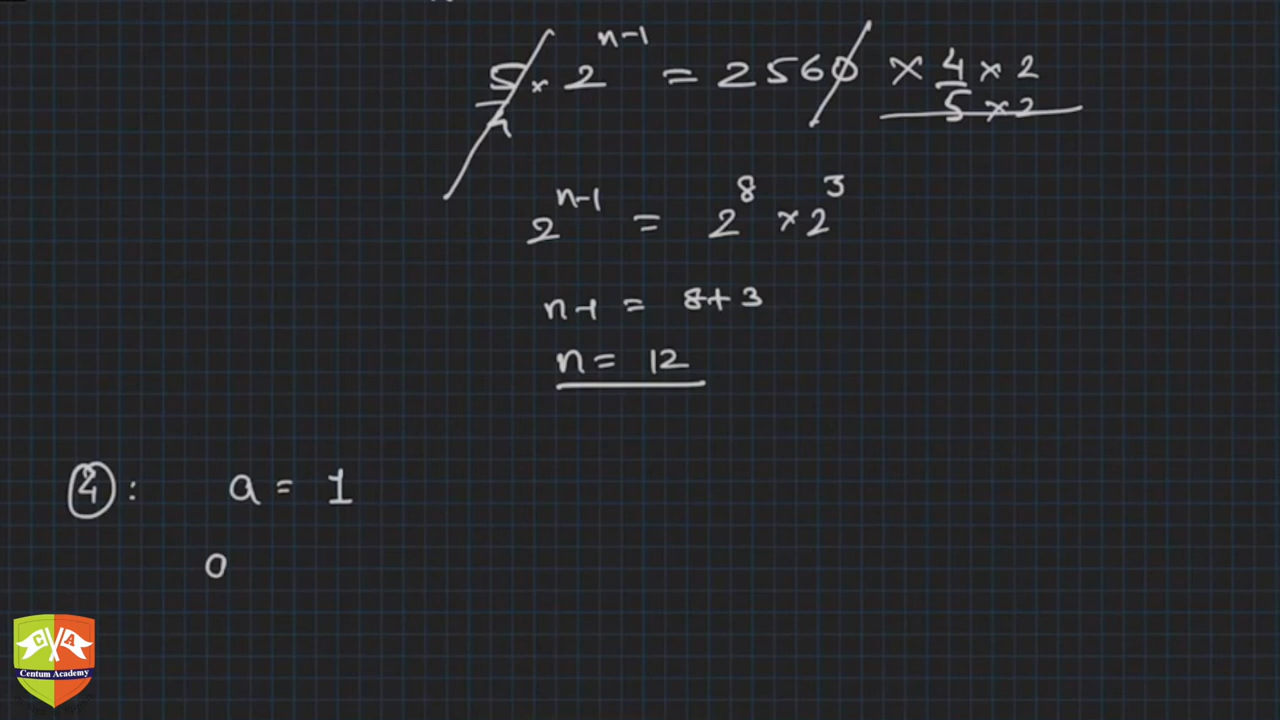 5/4 × 2^(n-1) = 2560 × (4 × 2)/(5 × 2)
2^(n-1) = 2^8 × 2^3
n-1 = 8+3
n = 12
: a = 1
C A
Centum Academy